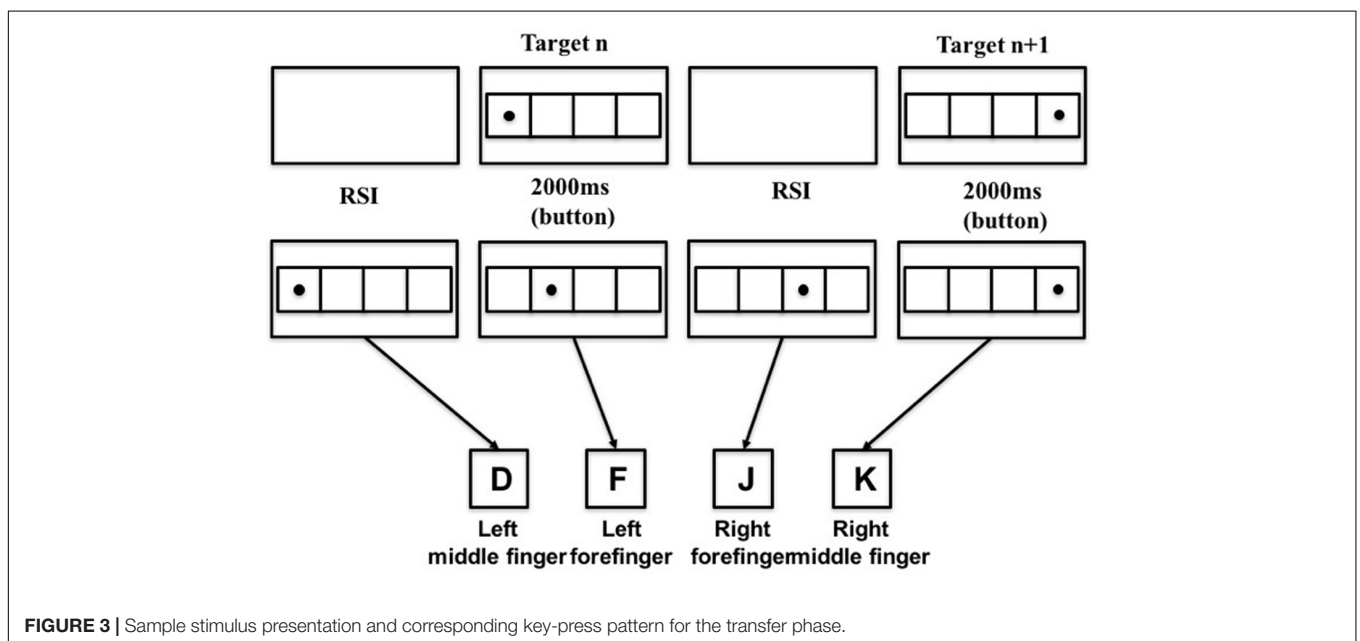 Target n Target n+1
RSI 2000ms RSI 2000ms
(button) (button)
D F J K
Left Left Right Right
middle finger forefinger forefinger middle finger
FIGURE 3 | Sample stimulus presentation and corresponding key-press pattern for the transfer phase.